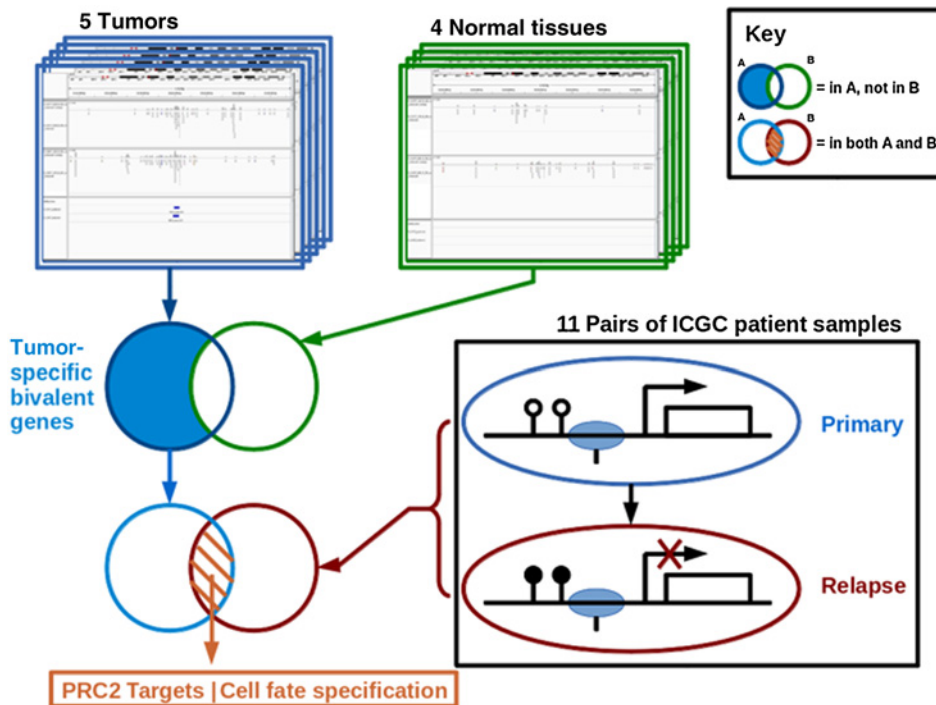 5 Tumors
4 Normal tissues
Key
A
B
= in A, not in B
A
B
= in both A and B
Tumor-
specific
bivalent
genes
11 Pairs of ICGC patient samples
Primary
Relapse
PRC2 Targets | Cell fate specification